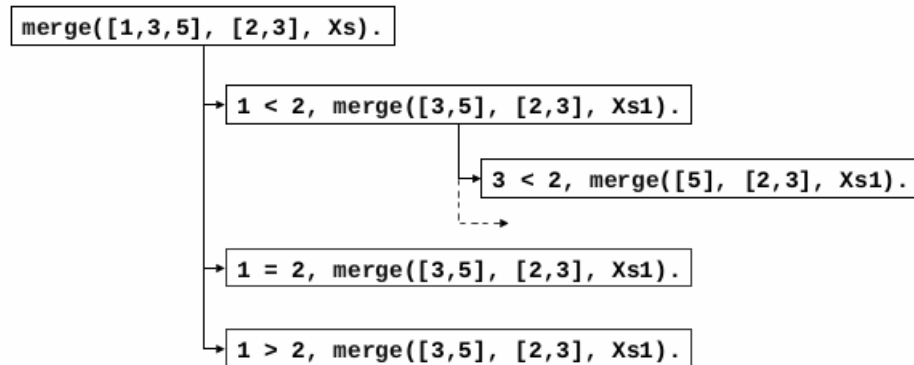 merge([1,3,5], [2,3], Xs).
1 < 2, merge([3,5], [2,3], Xs1).
3 < 2, merge([5], [2,3], Xs1).
1 = 2, merge([3,5], [2,3], Xs1).
1 > 2, merge([3,5], [2,3], Xs1).